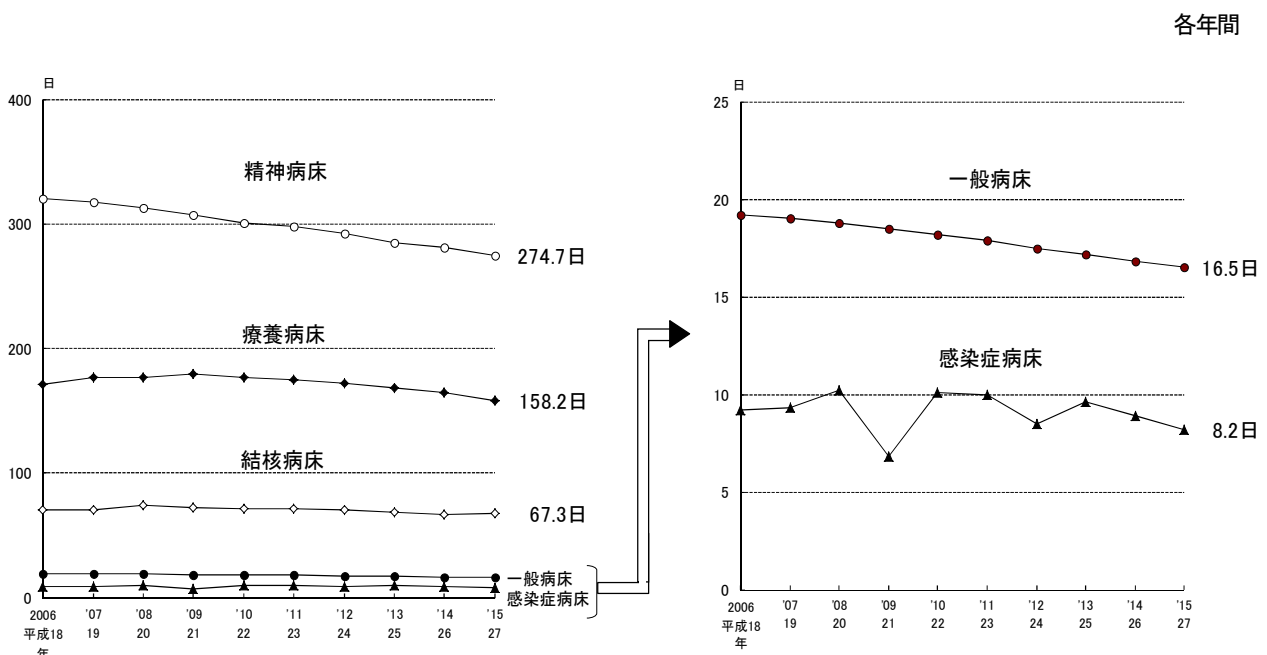 各年間
日
400
300
200
100
0
精神病床
274.7日
療養病床
158.2日
結核病床
67.3日
一般病床
感染症病床
2006 '07 '08 '09 '10 '11 '12 '13 '14 '15
平成18 19 20 21 22 23 24 25 26 27
年
日
25
20
15
10
5
0
一般病床
16.5日
感染症病床
8.2日
2006 '07 '08 '09 '10 '11 '12 '13 '14 '15
平成18 19 20 21 22 23 24 25 26 27
年